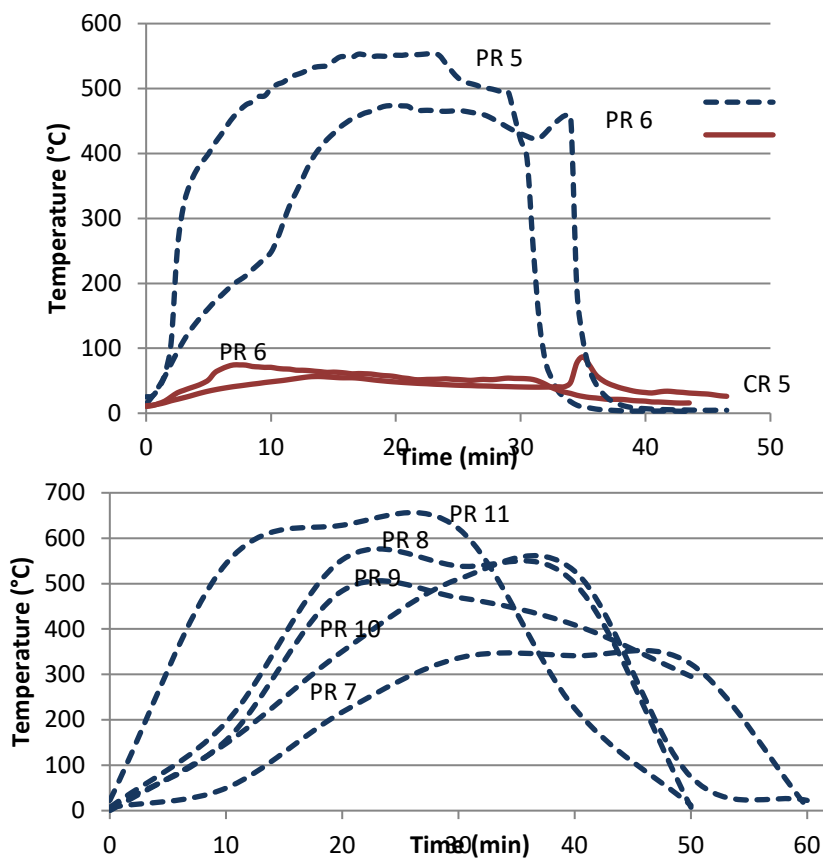 600
500
400
300
200
100
0
Temperature (°C)
PR 5
PR 6
PR 6
CR 5
0 10 20 30 40 50
Time (min)
700
600
500
400
300
200
100
0
Temperature (°C)
PR 11
PR 8
PR 9
PR 10
PR 7
0 10 20 30 40 50 60
Time (min)